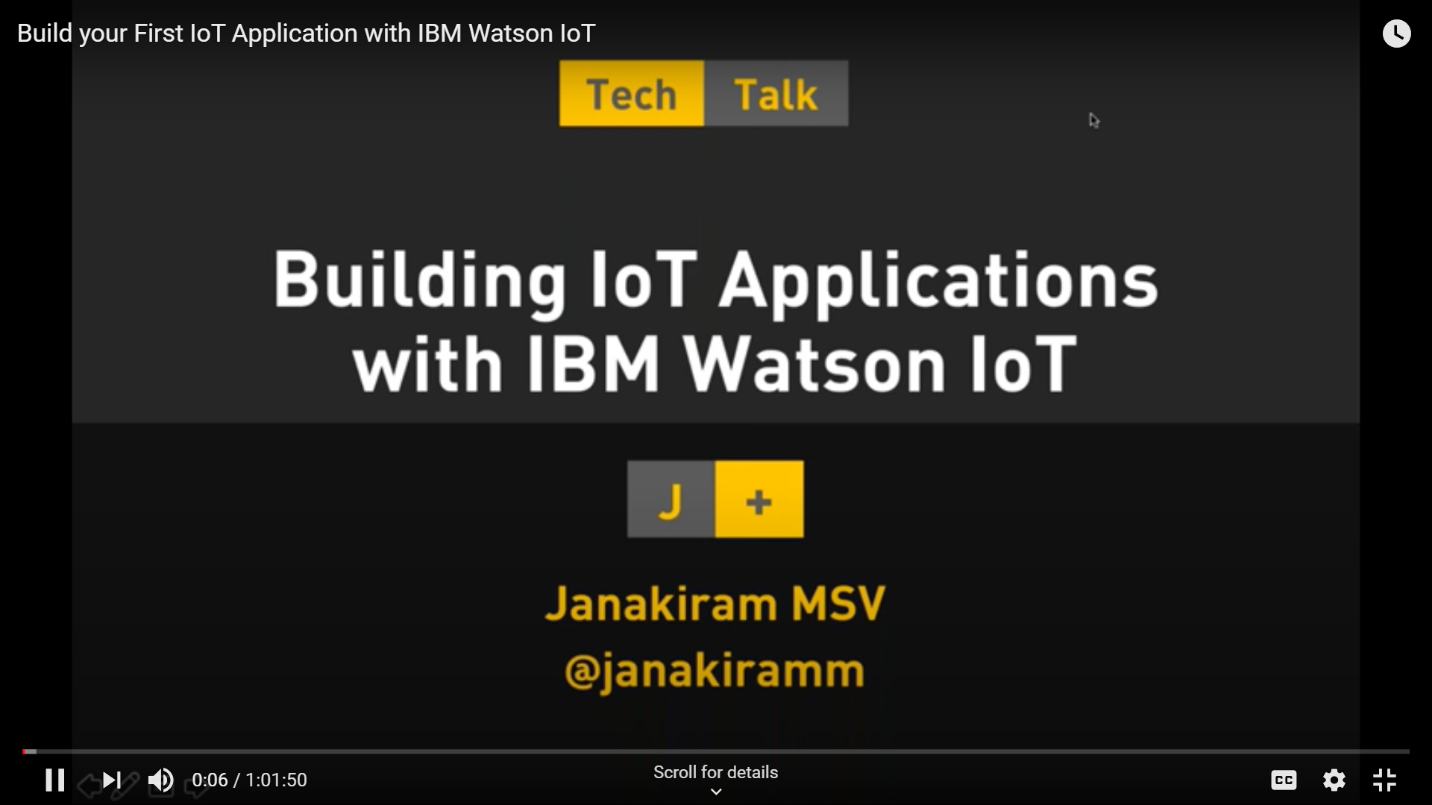 Build your First IoT Application with IBM Watson IoT
Tech Talk
Building IoT Applications
with IBM Watson IoT
J +
Janakiram MSV
@janakiramm
0:06 / 1:01:50
Scroll for details
CC